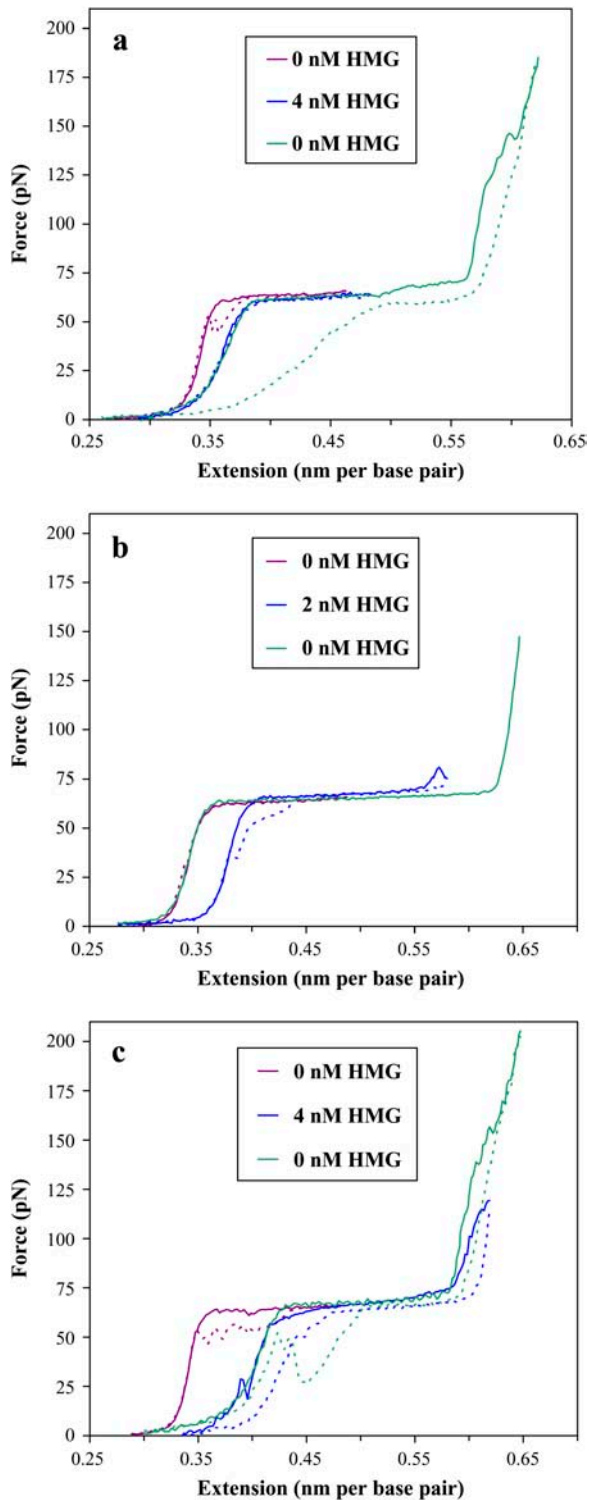 a
0 nM HMG
4 nM HMG
0 nM HMG
Force (pN)
200
175
150
125
100
75
50
25
0
0.25 0.35 0.45 0.55 0.65
Extension (nm per base pair)
b
0 nM HMG
2 nM HMG
0 nM HMG
Force (pN)
200
175
150
125
100
75
50
25
0
0.25 0.35 0.45 0.55 0.65
Extension (nm per base pair)
c
0 nM HMG
4 nM HMG
0 nM HMG
Force (pN)
200
175
150
125
100
75
50
25
0
0.25 0.35 0.45 0.55 0.65
Extension (nm per base pair)